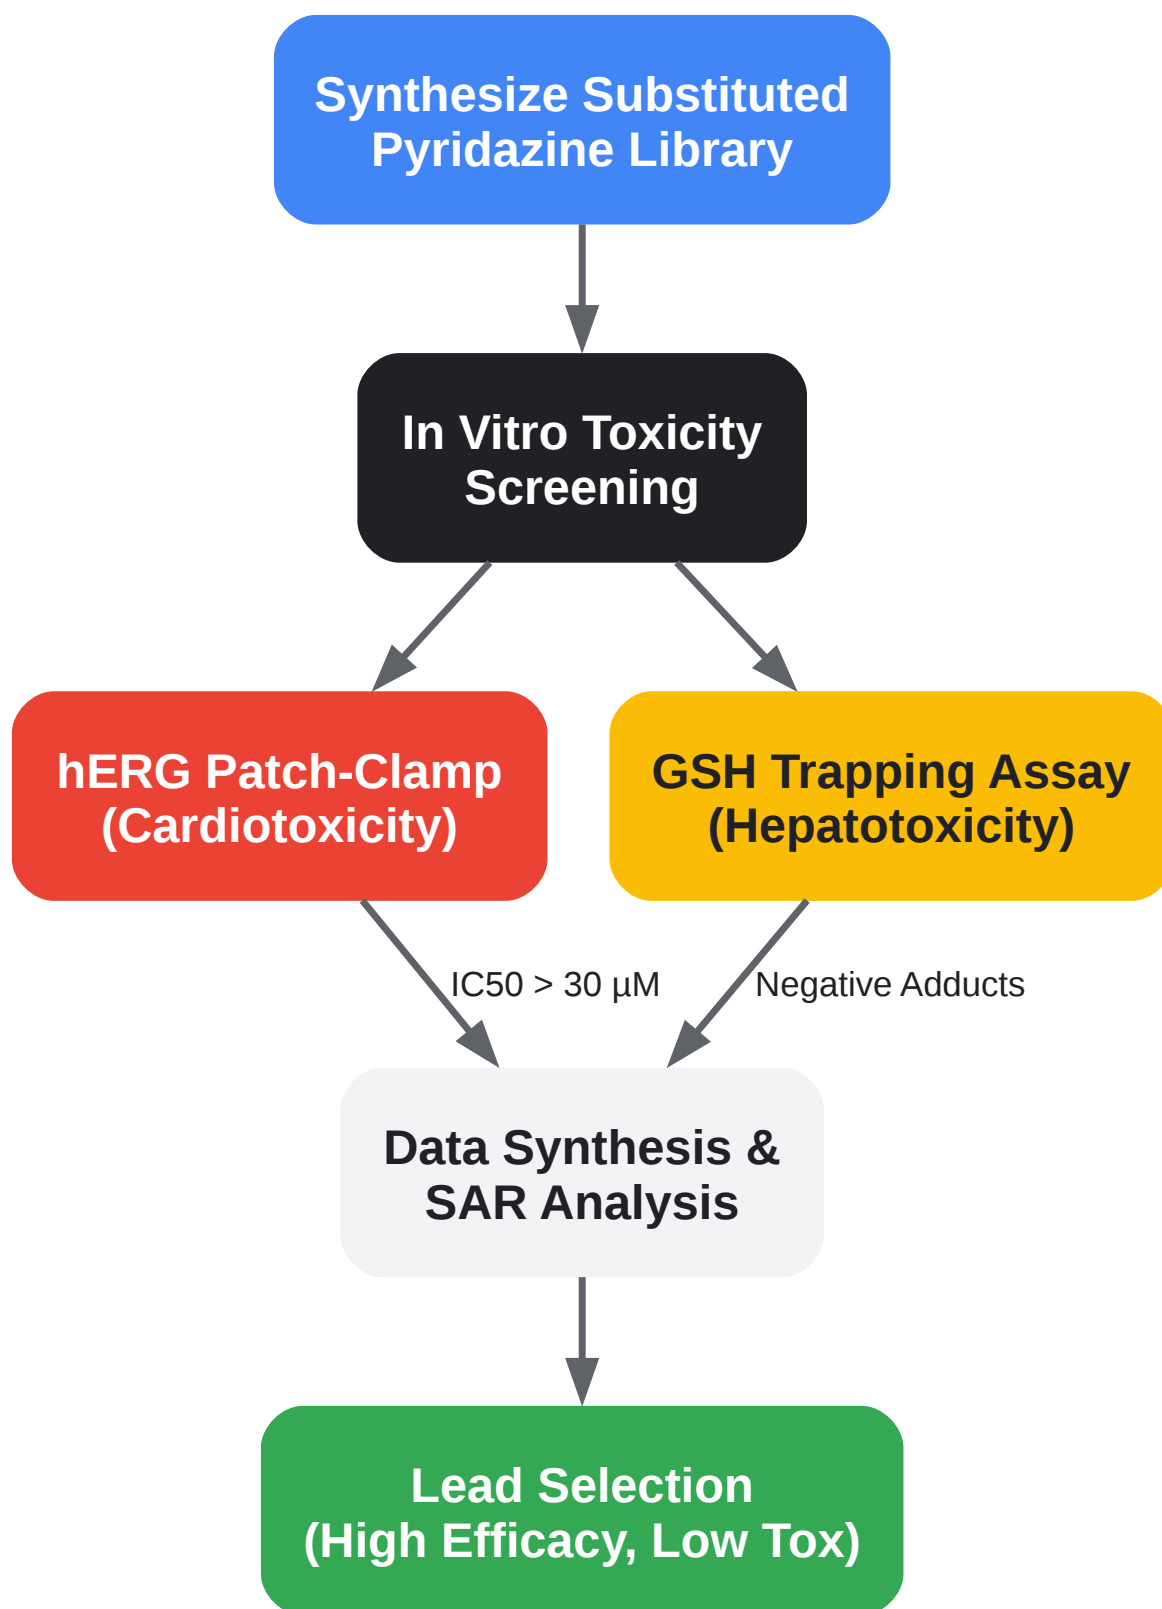 Synthesize Substituted
Pyridazine Library
In Vitro Toxicity
Screening
hERG Patch-Clamp
(Cardiotoxicity)
GSH Trapping Assay
(Hepatotoxicity)
IC50 > 30 µM
Negative Adducts
Data Synthesis &
SAR Analysis
Lead Selection
(High Efficacy, Low Tox)